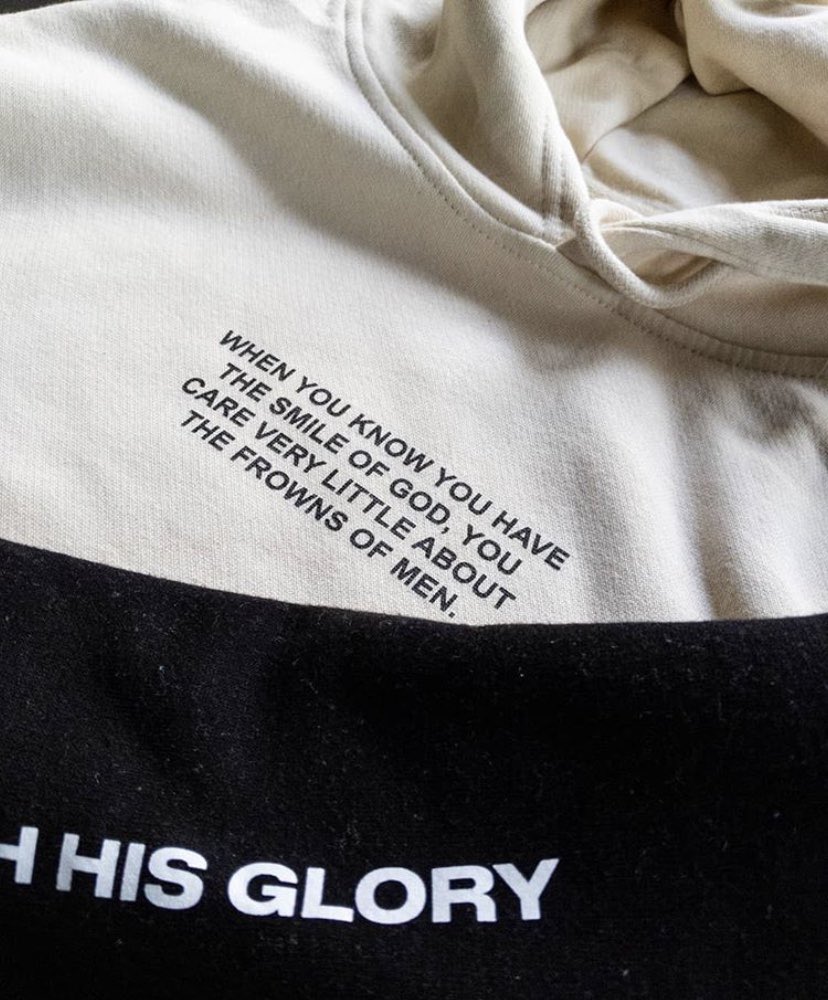 WHEN YOU KNOW YOU HAVE
THE SMILE OF GOD, YOU
CARE VERY LITTLE ABOUT
THE FROWNS OF MEN.
H HIS GLORY